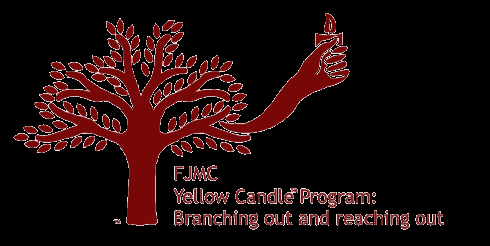 FJMC
Yellow Candle™ Program:
Branching out and reaching out